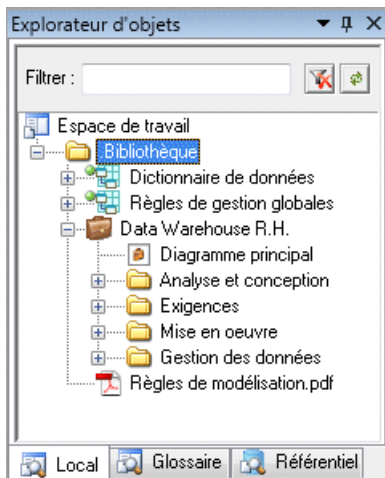 Explorateur d'objets
Filtrer :
Espace de travail
Bibliothèque
Dictionnaire de données
Règles de gestion globales
Data Warehouse R.H.
Diagramme principal
Analyse et conception
Exigences
Mise en oeuvre
Gestion des données
Règles de modélisation.pdf
Local Glossaire Référentiel